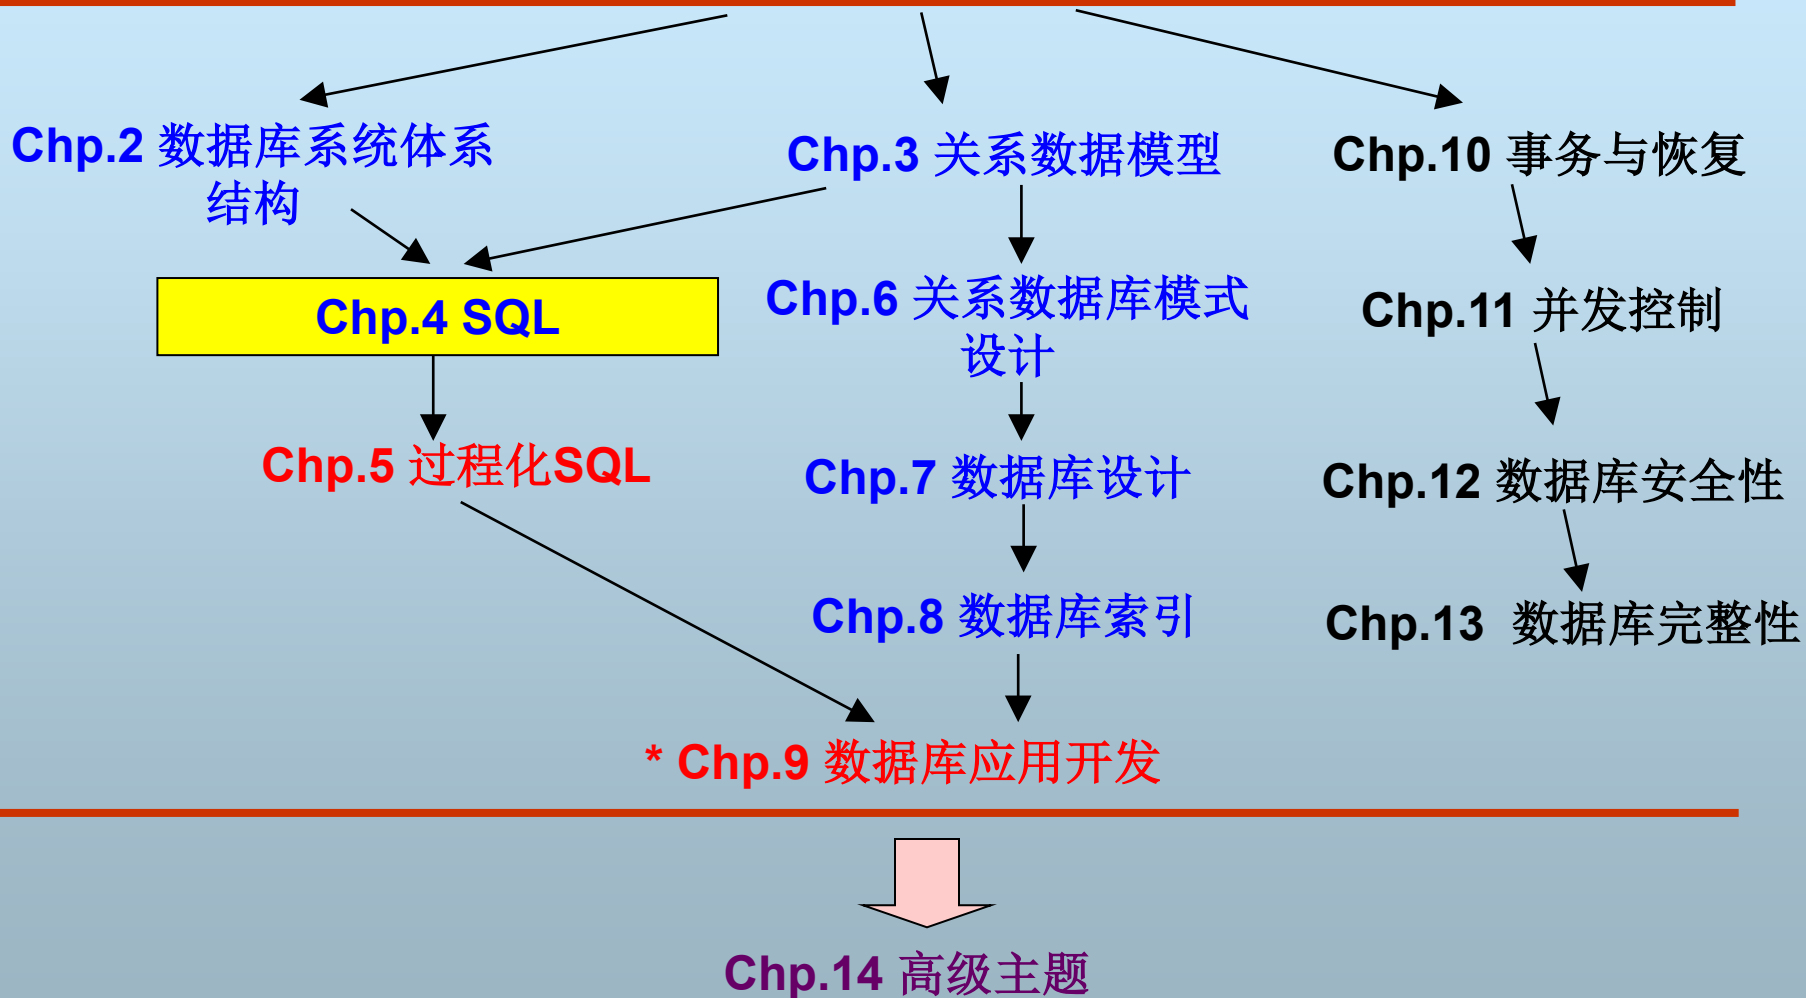 Chp.2 数据库系统体系
结构
Chp.3 关系数据模型
Chp.10 事务与恢复
Chp.4 SQL
Chp.6 关系数据库模式
设计
Chp.11 并发控制
Chp.5 过程化SQL
Chp.7 数据库设计
Chp.12 数据库安全性
Chp.8 数据库索引
Chp.13 数据库完整性
* Chp.9 数据库应用开发
Chp.14 高级主题